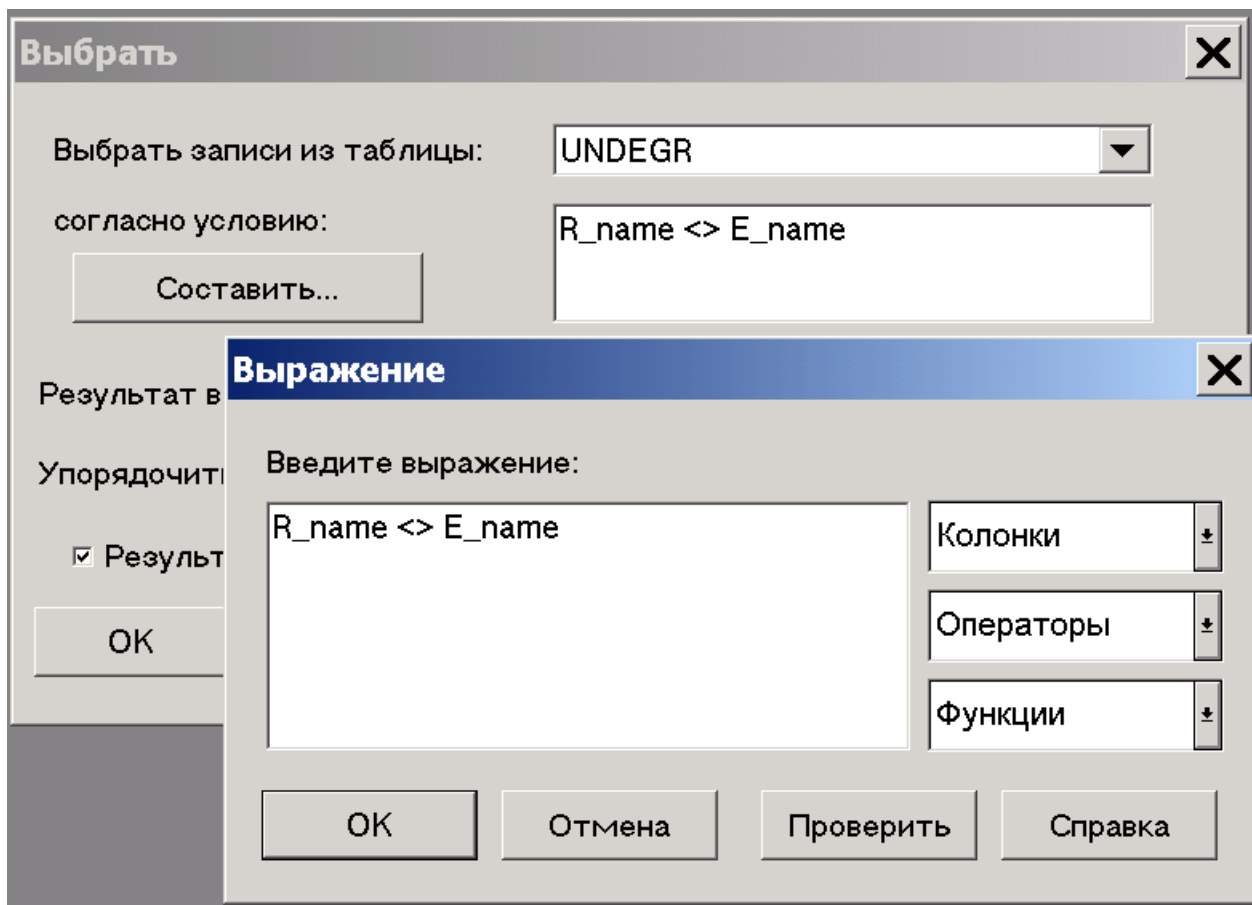 Выбрать
Выбрать записи из таблицы: UNDEGR
согласно условию: R_name <> E_name
Составить...
Результат в
Упорядочит
Результ
OK
Выражение
Введите выражение:
R_name <> E_name
Колонки
Операторы
Функции
OK Отмена Проверить Справка